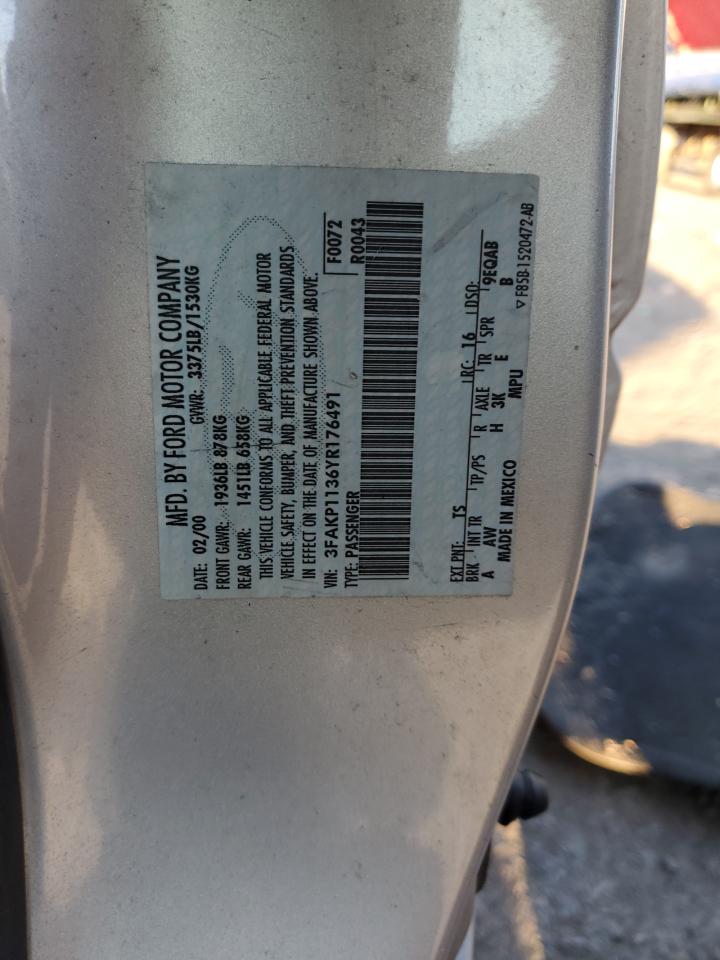 MFD. BY FORD MOTOR COMPANY
DATE: 02/00 GVWR: 3375LB/1530KG
FRONT GAWR: 1936LB 878KG
REAR GAWR: 1451LB 658KG
THIS VEHICLE CONFORMS TO ALL APPLICABLE FEDERAL MOTOR
VEHICLE SAFETY, BUMPER, AND THEFT PREVENTION STANDARDS
IN EFFECT ON THE DATE OF MANUFACTURE SHOWN ABOVE.
VIN: 3FAKP1136YR176491 F0072
TYPE: PASSENGER R0043
EXT PNT: TS RC: 16 DSO:
BRK INT TR TP/PS R AXLE TR SPR 9EQAB
A AW H 3K E B
MADE IN MEXICO MPU
▽ F85B-1520472-AB